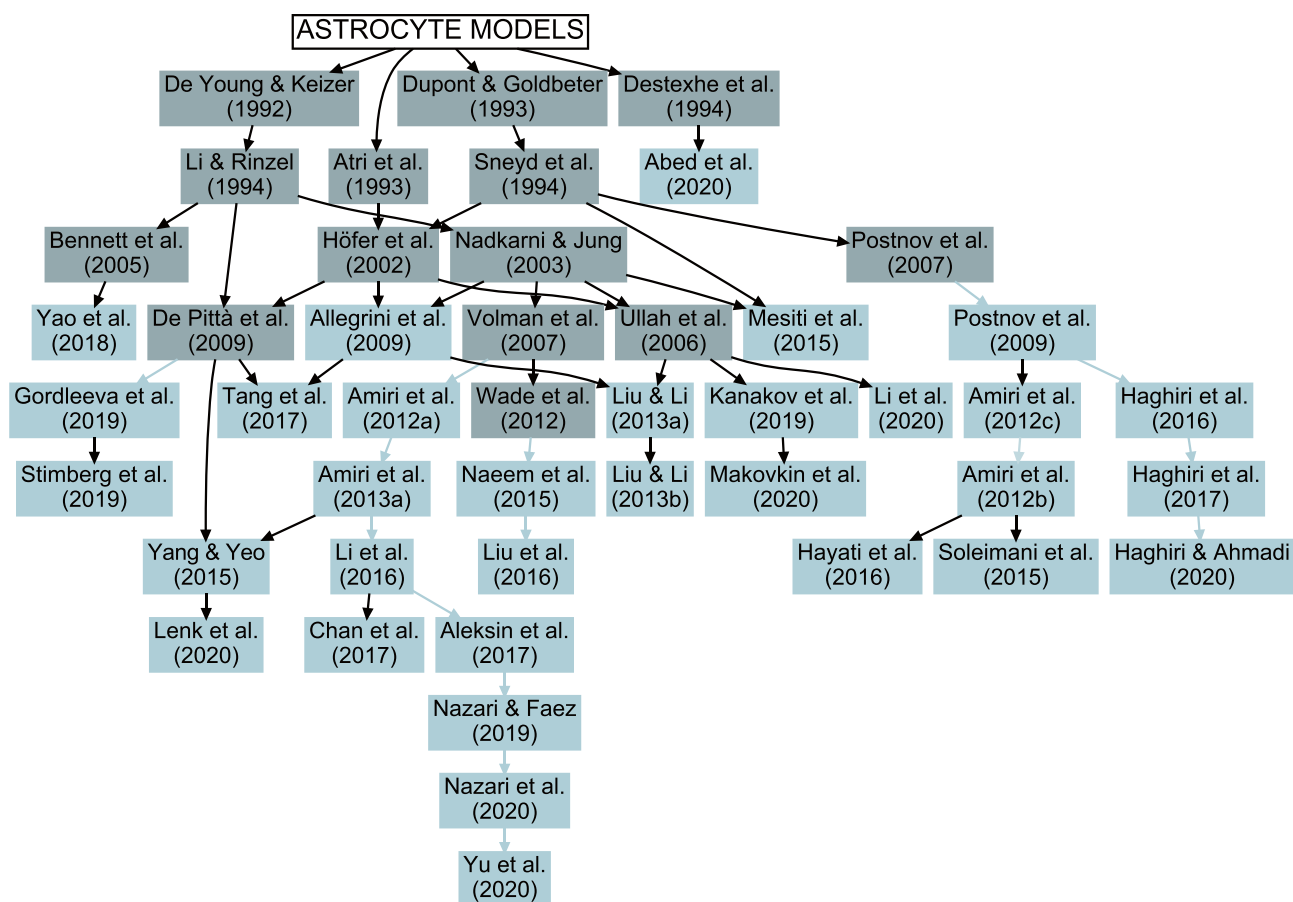 ASTROCYTE MODELS
De Young & Keizer
(1992)
Dupont & Goldbeter
(1993)
Destexhe et al.
(1994)
Li & Rinzel
(1994)
Atri et al.
(1993)
Sneyd et al.
(1994)
Abed et al.
(2020)
Bennett et al.
(2005)
Höfer et al.
(2002)
Nadkarni & Jung
(2003)
Postnov et al.
(2007)
Yao et al.
(2018)
De Pittà et al.
(2009)
Allegrini et al.
(2009)
Volman et al.
(2007)
Ullah et al.
(2006)
Mesiti et al.
(2015)
Postnov et al.
(2009)
Gordleeva et al.
(2019)
Tang et al.
(2017)
Amiri et al.
(2012a)
Wade et al.
(2012)
Liu & Li
(2013a)
Kanakov et al.
(2019)
Li et al.
(2020)
Amiri et al.
(2012c)
Haghiri et al.
(2016)
Stimberg et al.
(2019)
Amiri et al.
(2013a)
Naeem et al.
(2015)
Liu & Li
(2013b)
Makovkin et al.
(2020)
Amiri et al.
(2012b)
Haghiri et al.
(2017)
Yang & Yeo
(2015)
Li et al.
(2016)
Liu et al.
(2016)
Hayati et al.
(2016)
Soleimani et al.
(2015)
Haghiri & Ahmadi
(2020)
Lenk et al.
(2020)
Chan et al.
(2017)
Aleksin et al.
(2017)
Nazari & Faez
(2019)
Nazari et al.
(2020)
Yu et al.
(2020)